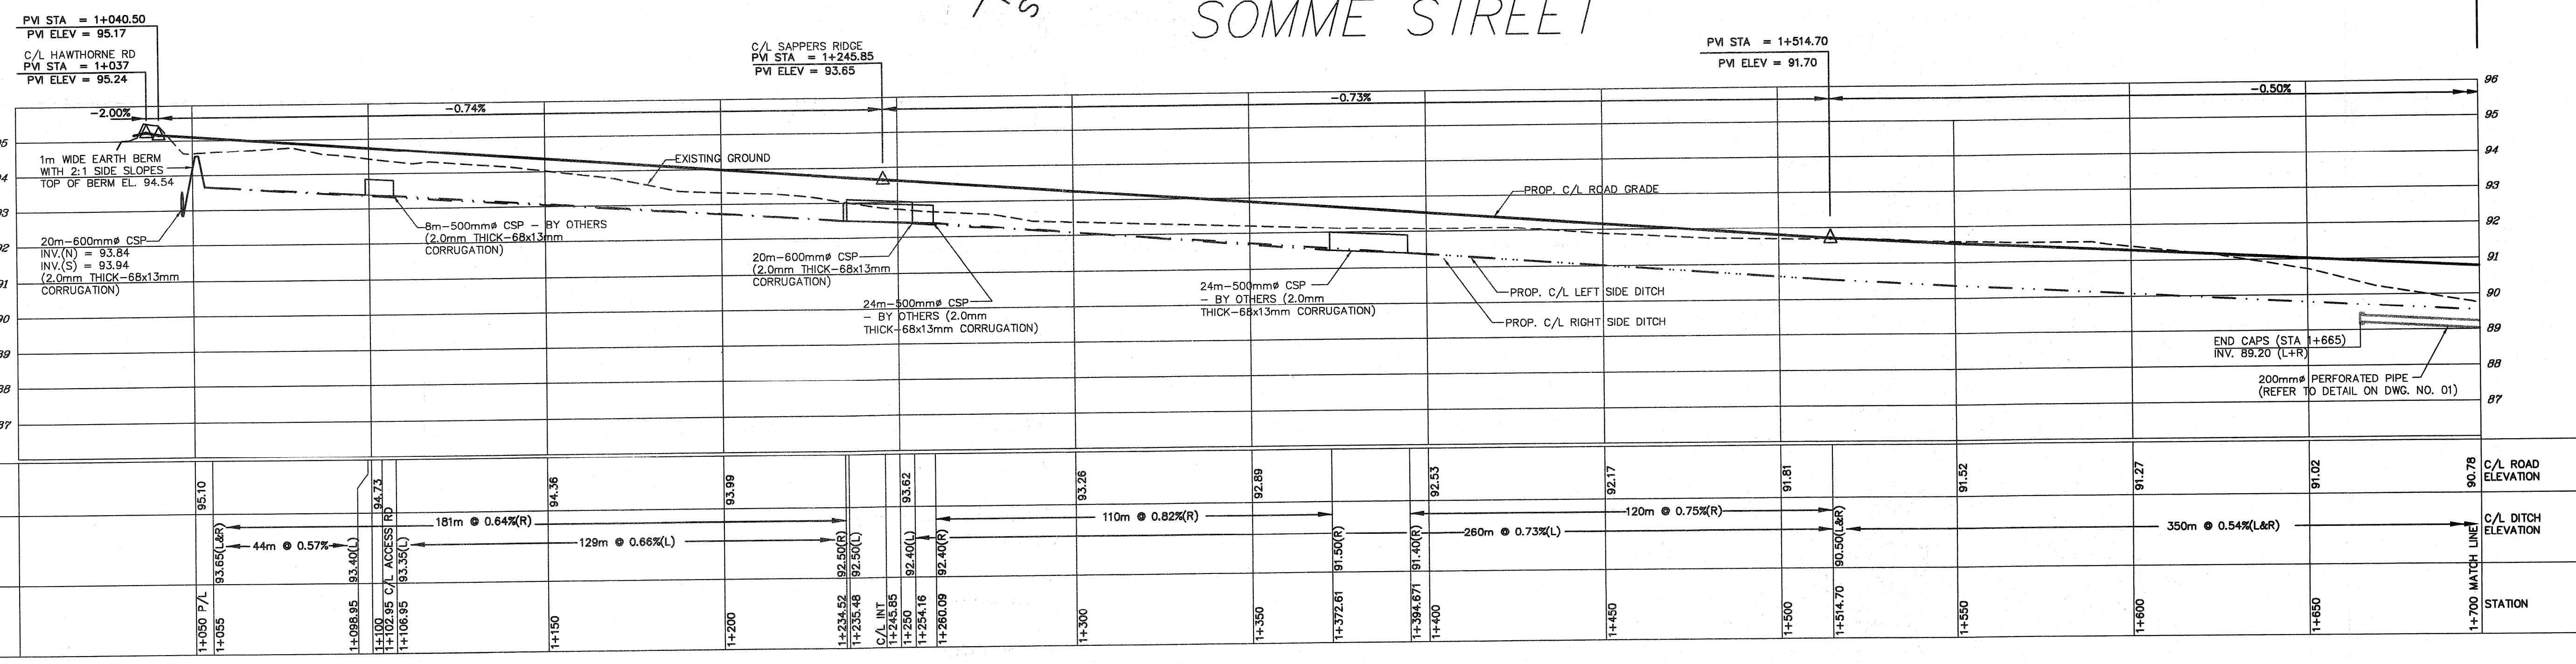 SOMME STREET
PVI STA = 1+040.50
PVI ELEV = 95.17
C/L HAWTHORNE RD
PVI STA = 1+037
PVI ELEV = 95.24
C/L SAPPERS RIDGE
PVI STA = 1+245.85
PVI ELEV = 93.65
PVI STA = 1+514.70
PVI ELEV = 91.70
-2.00%
-0.74%
-0.73%
-0.50%
96
95
94
93
92
91
90
89
88
87
1m WIDE EARTH BERM
WITH 2:1 SIDE SLOPES
TOP OF BERM EL. 94.54
EXISTING GROUND
PROP. C/L ROAD GRADE
20m-600mmø CSP
INV.(N) = 93.84
INV.(S) = 93.94
(2.0mm THICK-68x13mm
CORRUGATION)
8m-500mmø CSP - BY OTHERS
(2.0mm THICK-68x13mm
CORRUGATION)
20m-600mmø CSP
(2.0mm THICK-68x13mm
CORRUGATION)
24m-500mmø CSP
- BY OTHERS (2.0mm
THICK-68x13mm CORRUGATION)
24m-500mmø CSP
- BY OTHERS (2.0mm
THICK-68x13mm CORRUGATION)
PROP. C/L LEFT SIDE DITCH
PROP. C/L RIGHT SIDE DITCH
END CAPS (STA 1+665)
INV. 89.20 (L+R)
200mmø PERFORATED PIPE
(REFER TO DETAIL ON DWG. NO. 01)
95.10
94.73
94.36
93.99
93.62
93.26
92.89
92.53
92.17
91.81
91.52
91.27
91.02
90.78
C/L ROAD
ELEVATION
93.65(L&R)
181m @ 0.64%(R)
44m @ 0.57%
93.40(L)
93.35(L)
129m @ 0.66%(L)
92.50(R)
92.50(L)
92.40(L)
92.40(R)
110m @ 0.82%(R)
91.50(R)
91.40(R)
260m @ 0.73%(L)
120m @ 0.75%(R)
90.50(L&R)
350m @ 0.54%(L&R)
C/L DITCH
ELEVATION
1+050 P/L
1+055
1+098.95
1+100
1+102.95 C/L ACCESS RD
1+106.95
1+150
1+200
1+234.52
1+235.48
C/L INT
1+245.85
1+250
1+254.16
1+260.09
1+300
1+350
1+372.61
1+394.671
1+400
1+450
1+500
1+514.70
1+550
1+600
1+650
1+700 MATCH LINE
STATION